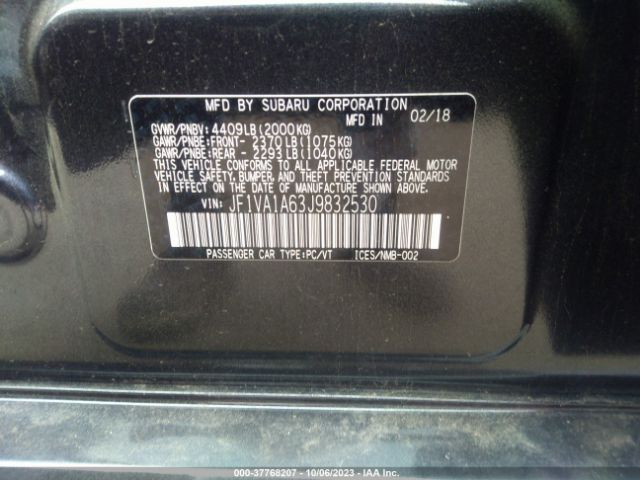 MFD BY SUBARU CORPORATION
MFD IN 02/18
GVWR/PNBV: 4409LB(2000KG)
GAWR/PNBE:FRONT- 2370LB(1075KG)
GAWR/PNBE:REAR - 2293LB(1040KG)
THIS VEHICLE CONFORMS TO ALL APPLICABLE FEDERAL MOTOR
VEHICLE SAFETY, BUMPER, AND THEFT PREVENTION STANDARDS
IN EFFECT ON THE DATE OF MANUFACTURE SHOWN ABOVE.
VIN: JF1VA1A63J9832530
PASSENGER CAR TYPE:PC/VT ICES/NMB-002
000-37768207 - 10/06/2023 - IAA Inc.